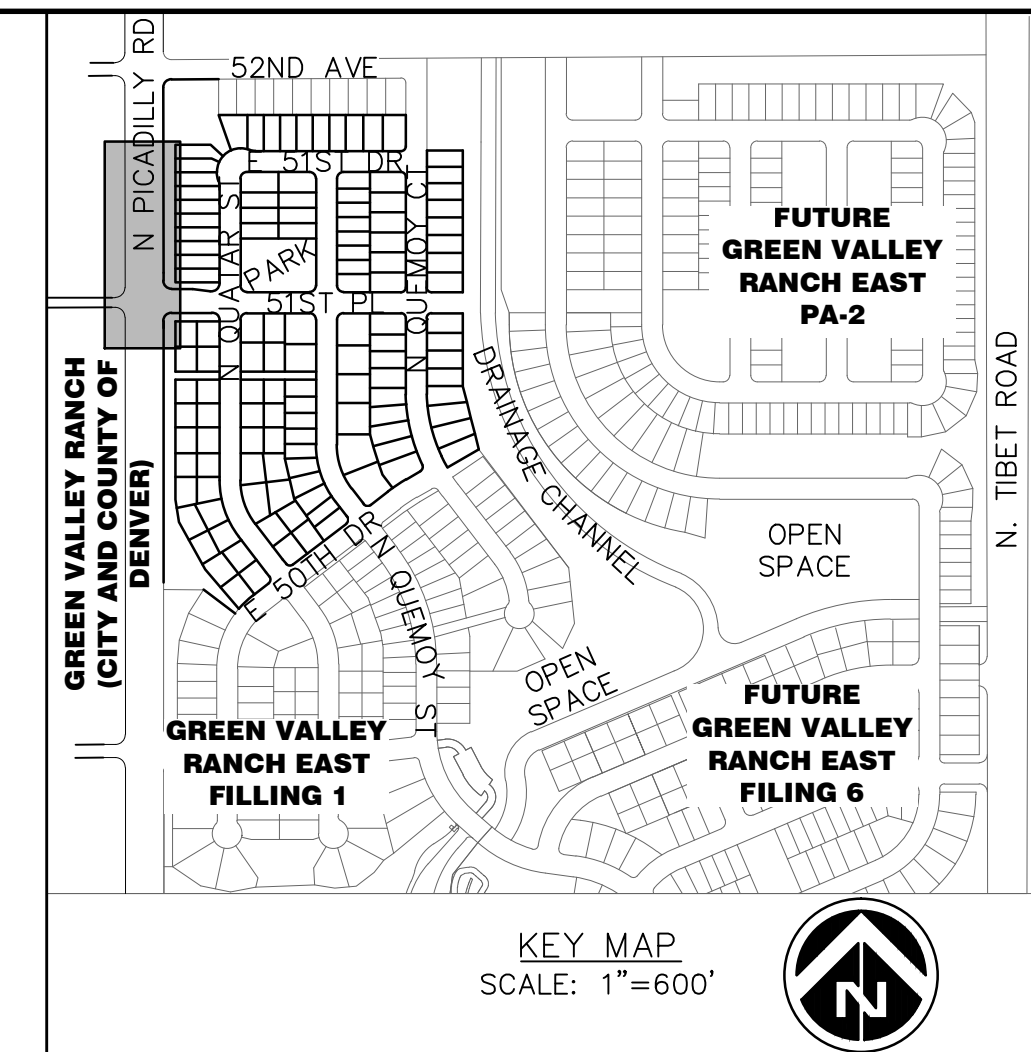 N PICADILLY RD
52ND AVE
E 51ST DR
N QUATAR ST
PARK
N QUEMOY CT
51ST PL
FUTURE
GREEN VALLEY
RANCH EAST
PA-2
GREEN VALLEY RANCH
(CITY AND COUNTY OF
DENVER)
DRAINAGE CHANNEL
N. TIBET ROAD
E 50TH DR
N QUEMOY ST
OPEN
SPACE
OPEN
SPACE
GREEN VALLEY
RANCH EAST
FILLING 1
FUTURE
GREEN VALLEY
RANCH EAST
FILING 6
KEY MAP
SCALE: 1"=600'
N